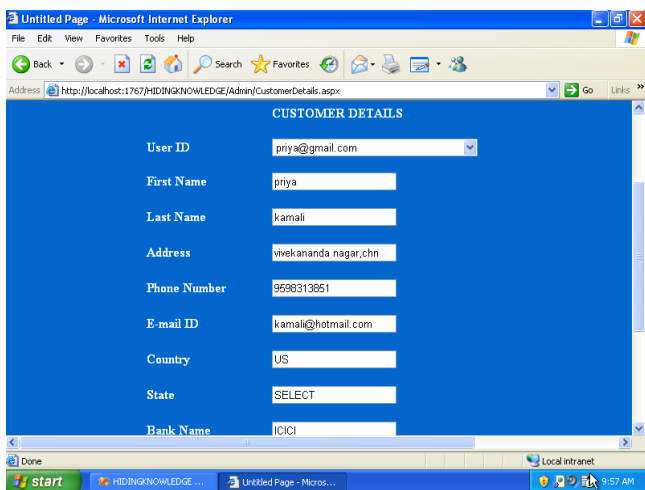 Untitled Page - Microsoft Internet Explorer
File Edit View Favorites Tools Help
Back Search Favorites
Address http://localhost:1767/HIDINGKNOWLEDGE/Admin/CustomerDetails.aspx Go Links »
CUSTOMER DETAILS
User ID priya@gmail.com
First Name priya
Last Name kamali
Address vivekananda nagar,chn
Phone Number 9598313851
E-mail ID kamali@hotmail.com
Country US
State SELECT
Bank Name ICICI
Done Local intranet
start HIDINGKNOWLEDGE ... Untitled Page - Micros... 9:57 AM